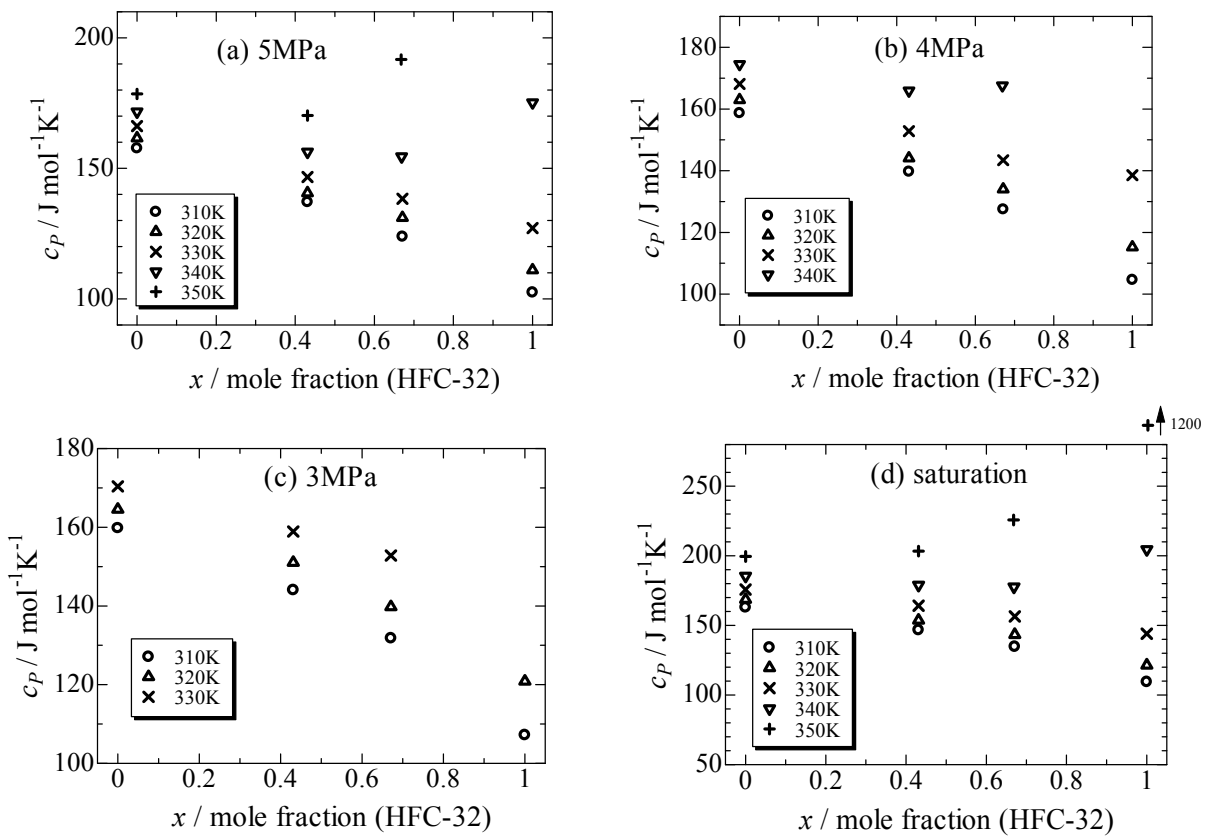 (a) 5MPa
200
150
100
c_P / J mol⁻¹K⁻¹
310K
320K
330K
340K
350K
0 0.2 0.4 0.6 0.8 1
x / mole fraction (HFC-32)
(b) 4MPa
180
160
140
120
100
c_P / J mol⁻¹K⁻¹
310K
320K
330K
340K
0 0.2 0.4 0.6 0.8 1
x / mole fraction (HFC-32)
(c) 3MPa
180
160
140
120
100
c_P / J mol⁻¹K⁻¹
310K
320K
330K
0 0.2 0.4 0.6 0.8 1
x / mole fraction (HFC-32)
1200
(d) saturation
250
200
150
100
50
c_P / J mol⁻¹K⁻¹
310K
320K
330K
340K
350K
0 0.2 0.4 0.6 0.8 1
x / mole fraction (HFC-32)